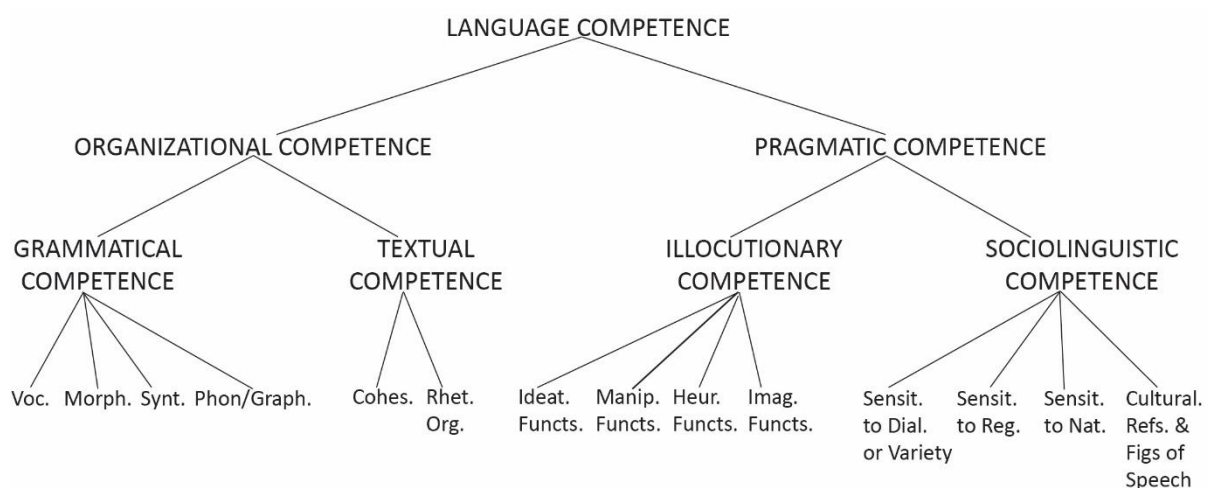 LANGUAGE COMPETENCE
ORGANIZATIONAL COMPETENCE
PRAGMATIC COMPETENCE
GRAMMATICAL
COMPETENCE
TEXTUAL
COMPETENCE
ILLOCUTIONARY
COMPETENCE
SOCIOLINGUISTIC
COMPETENCE
Voc.
Morph.
Synt.
Phon/Graph.
Cohes.
Rhet.
Org.
Ideat.
Functs.
Manip.
Functs.
Heur.
Functs.
Imag.
Functs.
Sensit.
to Dial.
or Variety
Sensit.
to Reg.
Sensit.
to Nat.
Cultural.
Refs. &
Figs of
Speech